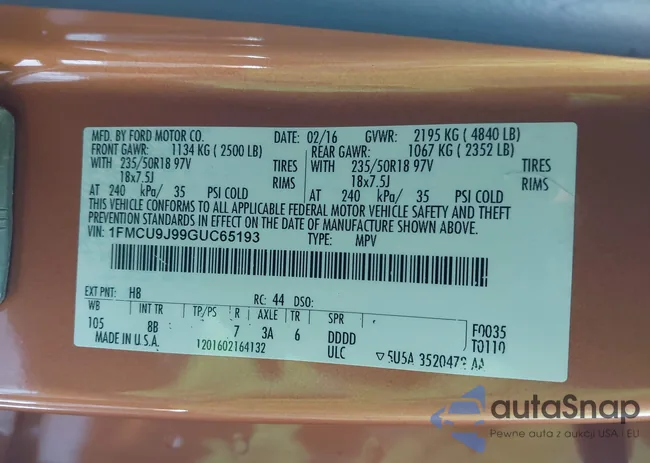 MFD. BY FORD MOTOR CO. DATE: 02/16 GVWR: 2195 KG ( 4840 LB)
FRONT GAWR: 1134 KG ( 2500 LB) REAR GAWR: 1067 KG ( 2352 LB)
WITH 235/50R18 97V TIRES WITH 235/50R18 97V TIRES
18x7.5J RIMS 18x7.5J RIMS
AT 240 kPa/ 35 PSI COLD AT 240 kPa/ 35 PSI COLD
THIS VEHICLE CONFORMS TO ALL APPLICABLE FEDERAL MOTOR VEHICLE SAFETY AND THEFT
PREVENTION STANDARDS IN EFFECT ON THE DATE OF MANUFACTURE SHOWN ABOVE.
VIN: 1FMCU9J99GUC65193 TYPE: MPV
EXT PNT: H8 RC: 44 DSO:
WB INT TR TP/PS R AXLE TR SPR F0035
105 8B 7 3A 6 DDDD T0110
MADE IN U.S.A. 1201602164132 ULC ▽5U5A 3520472 AA
autaSnap
Pewne auta z aukcji USA i EU